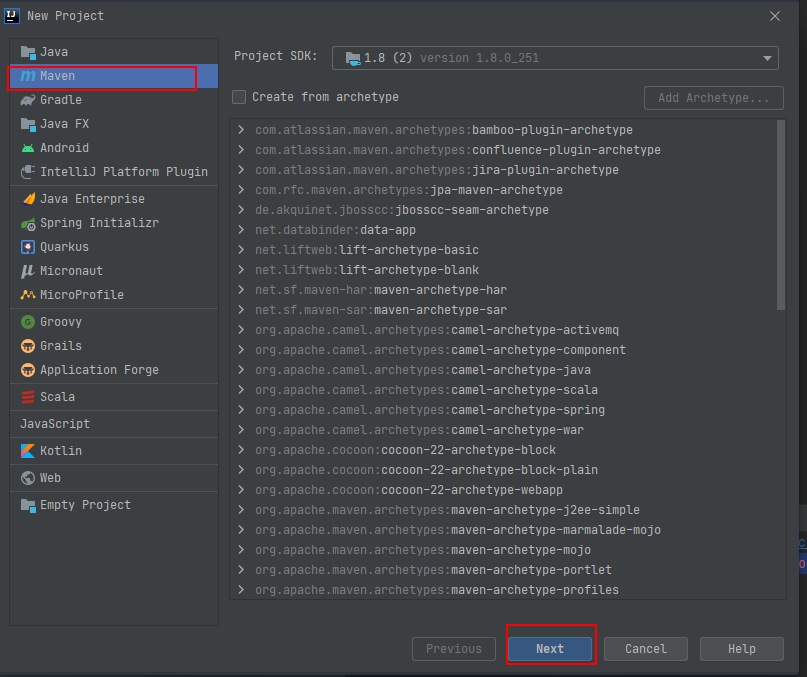 New Project
Java
Maven
Gradle
Java FX
Android
IntelliJ Platform Plugin
Java Enterprise
Spring Initializr
Quarkus
Micronaut
MicroProfile
Groovy
Grails
Application Forge
Scala
JavaScript
Kotlin
Web
Empty Project
Project SDK: 1.8 (2) version 1.8.0_251
Create from archetype Add Archetype...
com.atlassian.maven.archetypes:bamboo-plugin-archetype
com.atlassian.maven.archetypes:confluence-plugin-archetype
com.atlassian.maven.archetypes:jira-plugin-archetype
com.rfc.maven.archetypes:jpa-maven-archetype
de.akquinet.jbosscc:jbosscc-seam-archetype
net.databinder:data-app
net.liftweb:lift-archetype-basic
net.liftweb:lift-archetype-blank
net.sf.maven-har:maven-archetype-har
net.sf.maven-sar:maven-archetype-sar
org.apache.camel.archetypes:camel-archetype-activemq
org.apache.camel.archetypes:camel-archetype-component
org.apache.camel.archetypes:camel-archetype-java
org.apache.camel.archetypes:camel-archetype-scala
org.apache.camel.archetypes:camel-archetype-spring
org.apache.camel.archetypes:camel-archetype-war
org.apache.cocoon:cocoon-22-archetype-block
org.apache.cocoon:cocoon-22-archetype-block-plain
org.apache.cocoon:cocoon-22-archetype-webapp
org.apache.maven.archetypes:maven-archetype-j2ee-simple
org.apache.maven.archetypes:maven-archetype-marmalade-mojo
org.apache.maven.archetypes:maven-archetype-mojo
org.apache.maven.archetypes:maven-archetype-portlet
org.apache.maven.archetypes:maven-archetype-profiles
Previous Next Cancel Help